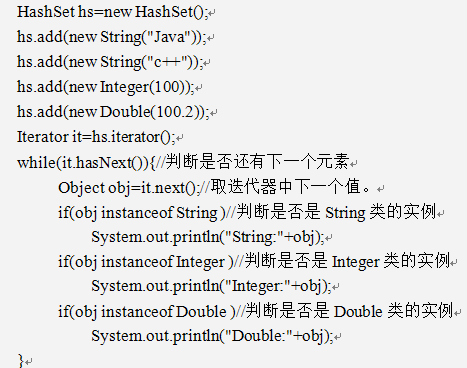 HashSet hs=new HashSet();
hs.add(new String("Java"));
hs.add(new String("c++"));
hs.add(new Integer(100));
hs.add(new Double(100.2));
Iterator it=hs.iterator();
while(it.hasNext()){//判断是否还有下一个元素
Object obj=it.next();//取迭代器中下一个值。
if(obj instanceof String )//判断是否是 String 类的实例
System.out.println("String:"+obj);
if(obj instanceof Integer )//判断是否是 Integer 类的实例
System.out.println("Integer:"+obj);
if(obj instanceof Double )//判断是否是 Double 类的实例
System.out.println("Double:"+obj);
}